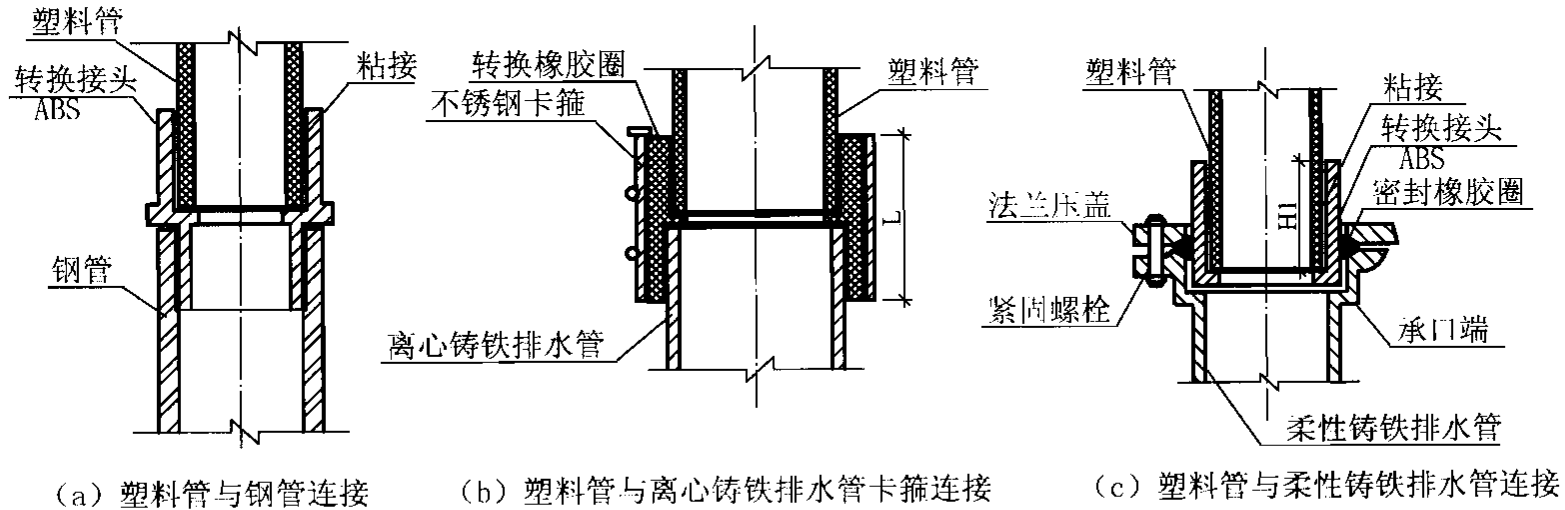 塑料管
转换接头
ABS
粘接
钢管
(a) 塑料管与钢管连接
转换橡胶圈
不锈钢卡箍
塑料管
L
离心铸铁排水管
(b) 塑料管与离心铸铁排水管卡箍连接
塑料管
粘接
转换接头
ABS
密封橡胶圈
法兰压盖
H1
紧固螺栓
承口端
柔性铸铁排水管
(c) 塑料管与柔性铸铁排水管连接